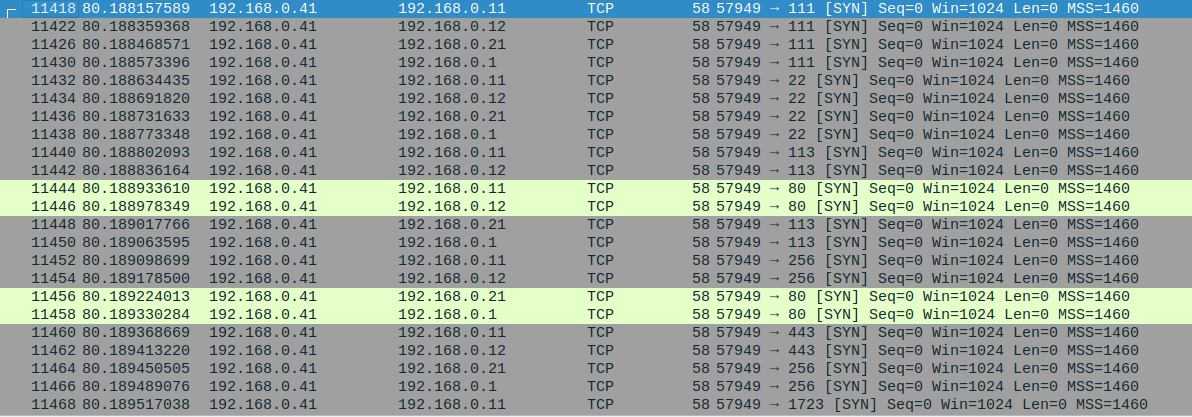 11418 80.188157589 192.168.0.41 192.168.0.11 TCP 58 57949 → 111 [SYN] Seq=0 Win=1024 Len=0 MSS=1460
11422 80.188359368 192.168.0.41 192.168.0.12 TCP 58 57949 → 111 [SYN] Seq=0 Win=1024 Len=0 MSS=1460
11426 80.188468571 192.168.0.41 192.168.0.21 TCP 58 57949 → 111 [SYN] Seq=0 Win=1024 Len=0 MSS=1460
11430 80.188573396 192.168.0.41 192.168.0.1 TCP 58 57949 → 111 [SYN] Seq=0 Win=1024 Len=0 MSS=1460
11432 80.188634435 192.168.0.41 192.168.0.11 TCP 58 57949 → 22 [SYN] Seq=0 Win=1024 Len=0 MSS=1460
11434 80.188691820 192.168.0.41 192.168.0.12 TCP 58 57949 → 22 [SYN] Seq=0 Win=1024 Len=0 MSS=1460
11436 80.188731633 192.168.0.41 192.168.0.21 TCP 58 57949 → 22 [SYN] Seq=0 Win=1024 Len=0 MSS=1460
11438 80.188773348 192.168.0.41 192.168.0.1 TCP 58 57949 → 22 [SYN] Seq=0 Win=1024 Len=0 MSS=1460
11440 80.188802093 192.168.0.41 192.168.0.11 TCP 58 57949 → 113 [SYN] Seq=0 Win=1024 Len=0 MSS=1460
11442 80.188836164 192.168.0.41 192.168.0.12 TCP 58 57949 → 113 [SYN] Seq=0 Win=1024 Len=0 MSS=1460
11444 80.188933610 192.168.0.41 192.168.0.11 TCP 58 57949 → 80 [SYN] Seq=0 Win=1024 Len=0 MSS=1460
11446 80.188978349 192.168.0.41 192.168.0.12 TCP 58 57949 → 80 [SYN] Seq=0 Win=1024 Len=0 MSS=1460
11448 80.189017766 192.168.0.41 192.168.0.21 TCP 58 57949 → 113 [SYN] Seq=0 Win=1024 Len=0 MSS=1460
11450 80.189063595 192.168.0.41 192.168.0.1 TCP 58 57949 → 113 [SYN] Seq=0 Win=1024 Len=0 MSS=1460
11452 80.189098699 192.168.0.41 192.168.0.11 TCP 58 57949 → 256 [SYN] Seq=0 Win=1024 Len=0 MSS=1460
11454 80.189178500 192.168.0.41 192.168.0.12 TCP 58 57949 → 256 [SYN] Seq=0 Win=1024 Len=0 MSS=1460
11456 80.189224013 192.168.0.41 192.168.0.21 TCP 58 57949 → 80 [SYN] Seq=0 Win=1024 Len=0 MSS=1460
11458 80.189330284 192.168.0.41 192.168.0.1 TCP 58 57949 → 80 [SYN] Seq=0 Win=1024 Len=0 MSS=1460
11460 80.189368669 192.168.0.41 192.168.0.11 TCP 58 57949 → 443 [SYN] Seq=0 Win=1024 Len=0 MSS=1460
11462 80.189413220 192.168.0.41 192.168.0.12 TCP 58 57949 → 443 [SYN] Seq=0 Win=1024 Len=0 MSS=1460
11464 80.189450505 192.168.0.41 192.168.0.21 TCP 58 57949 → 256 [SYN] Seq=0 Win=1024 Len=0 MSS=1460
11466 80.189489076 192.168.0.41 192.168.0.1 TCP 58 57949 → 256 [SYN] Seq=0 Win=1024 Len=0 MSS=1460
11468 80.189517038 192.168.0.41 192.168.0.11 TCP 58 57949 → 1723 [SYN] Seq=0 Win=1024 Len=0 MSS=1460